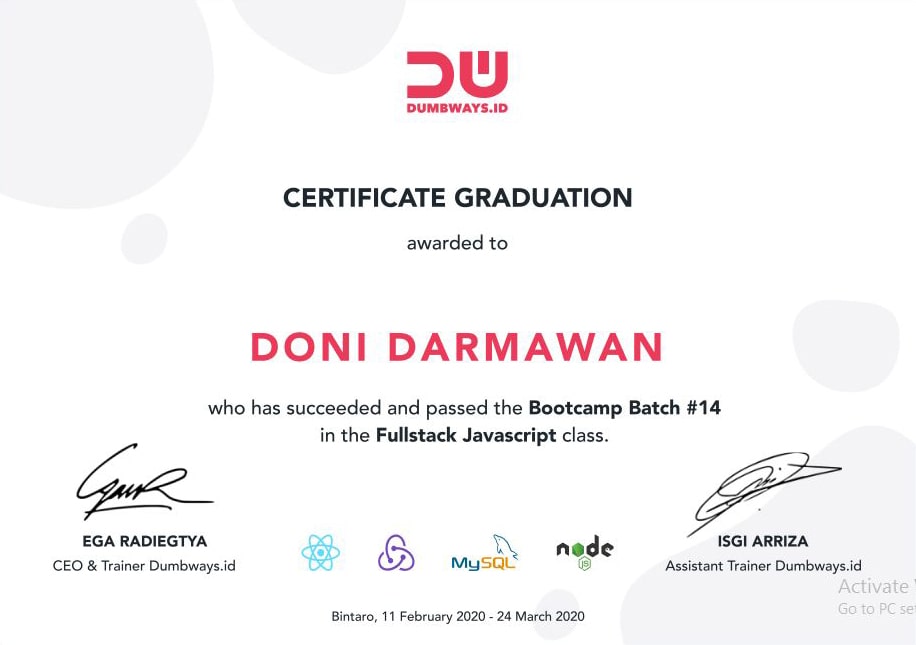 DUMBWAYS.ID
CERTIFICATE GRADUATION
awarded to
DONI DARMAWAN
who has succeeded and passed the Bootcamp Batch #14
in the Fullstack Javascript class.
EGA RADIEGTYA
CEO & Trainer Dumbways.id
MySQL
node
JS
ISGI ARRIZA
Assistant Trainer Dumbways.id
Activate
Go to PC set
Bintaro, 11 February 2020 - 24 March 2020